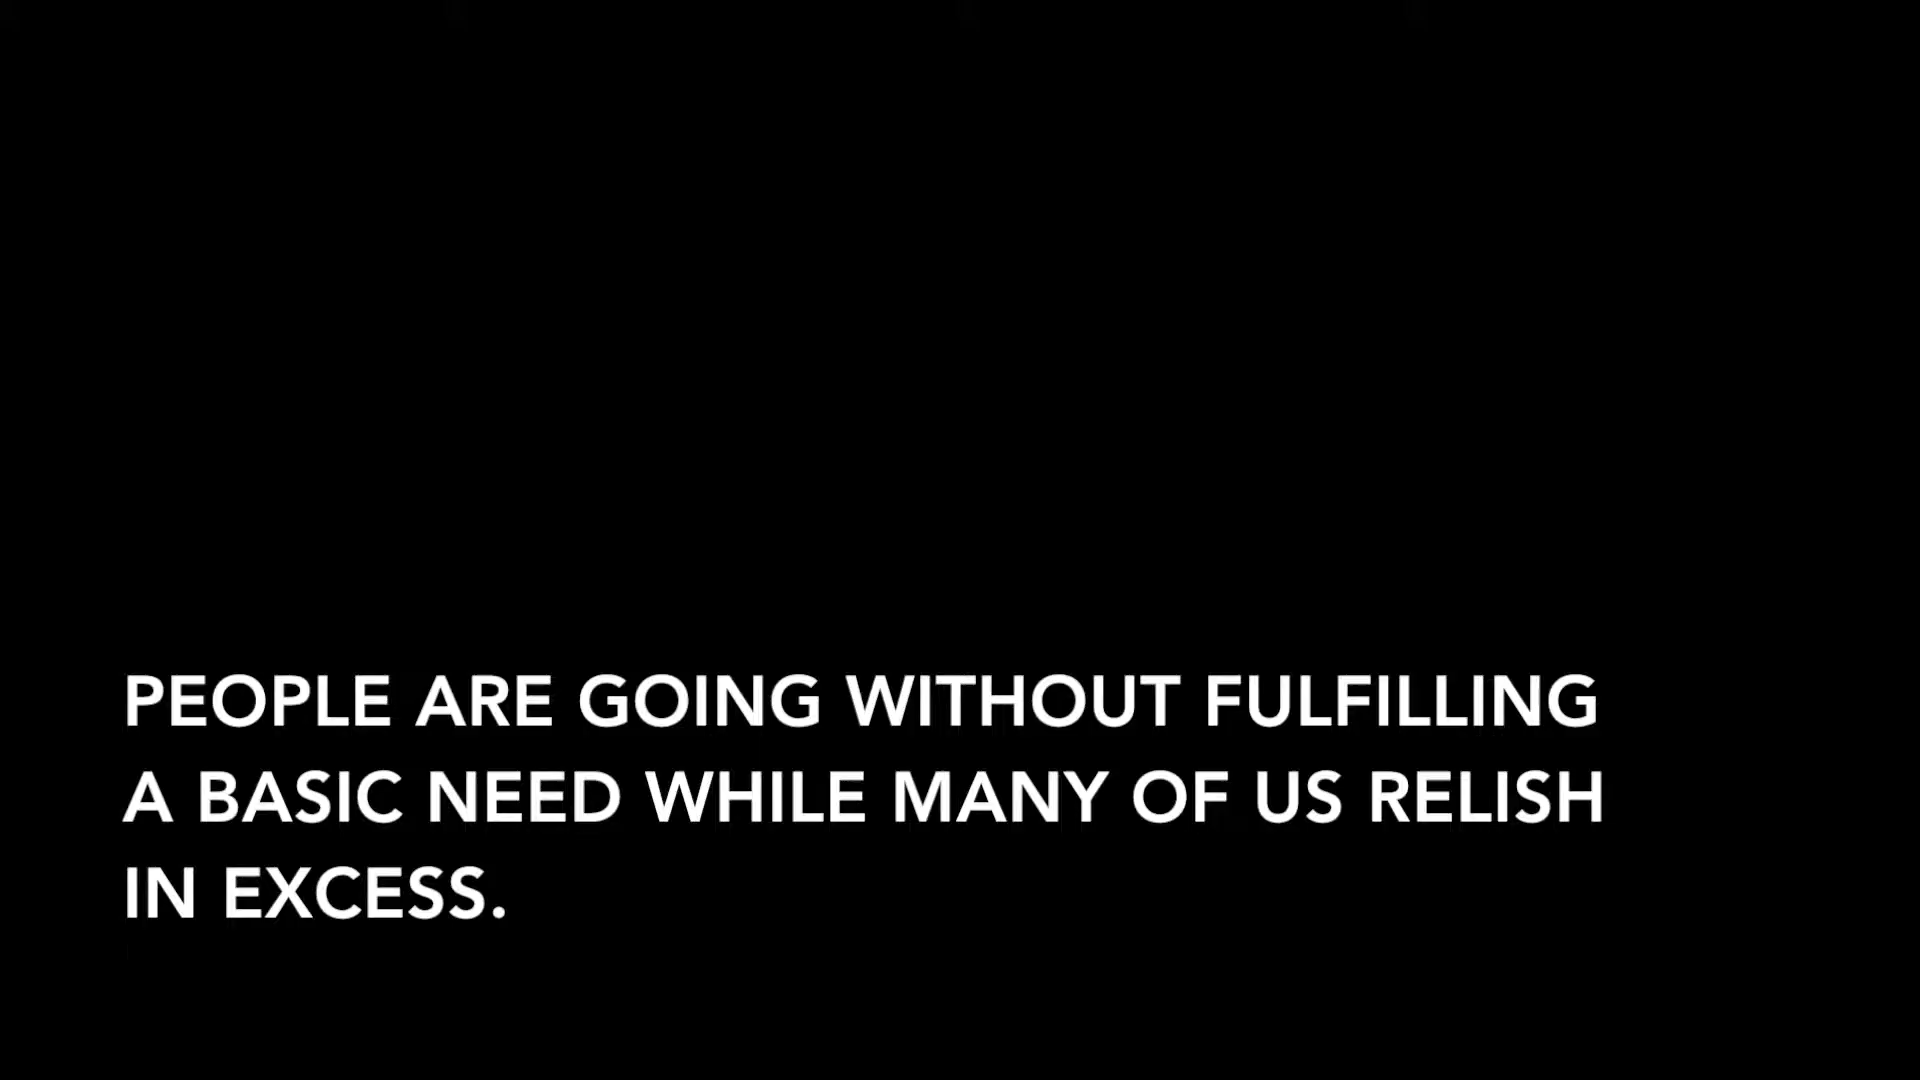 PEOPLE ARE GOING WITHOUT FULFILLING
A BASIC NEED WHILE MANY OF US RELISH
IN EXCESS.